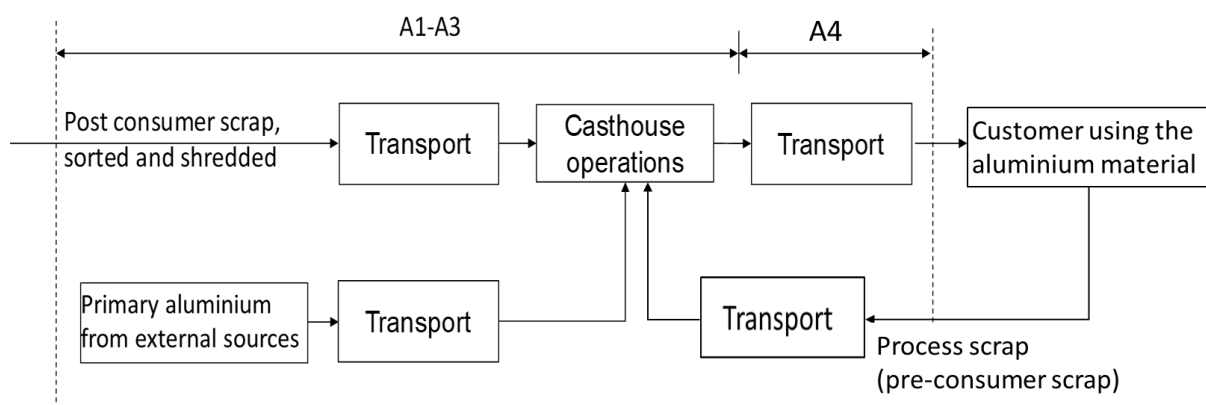 A1-A3
A4
Post consumer scrap,
sorted and shredded
Transport
Casthouse
operations
Transport
Customer using the
aluminium material
Primary aluminium
from external sources
Transport
Transport
Process scrap
(pre-consumer scrap)